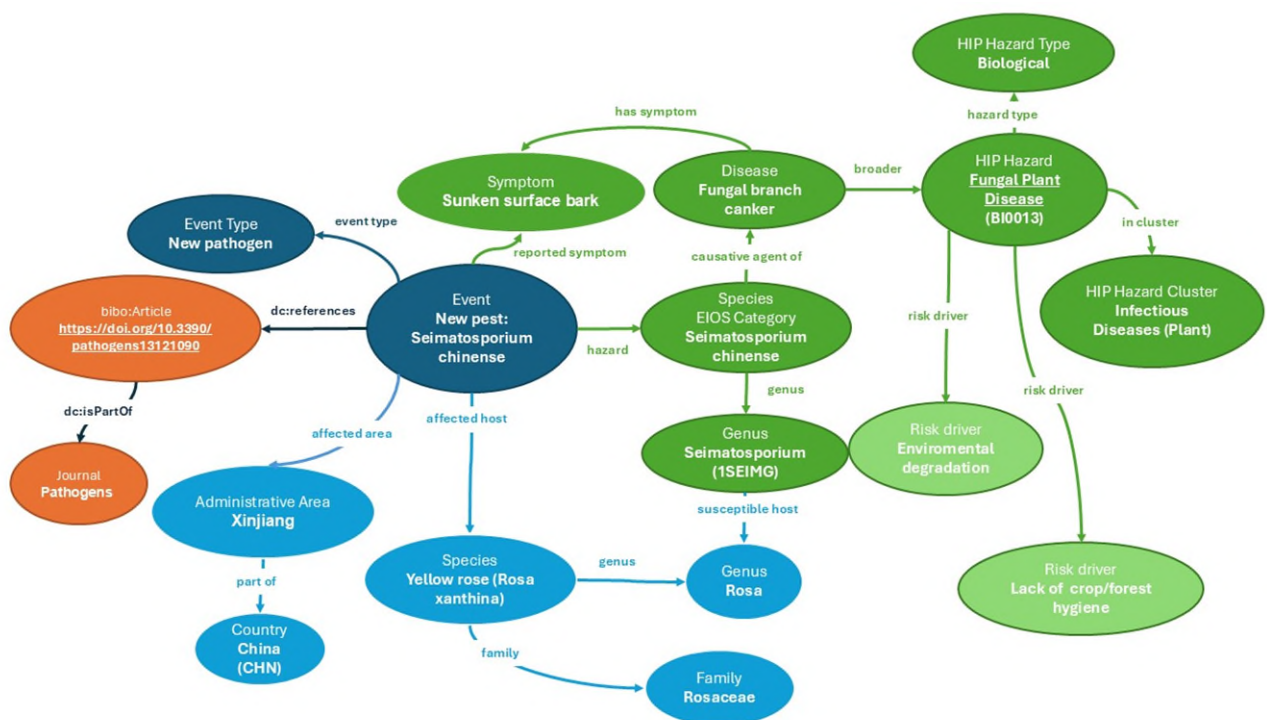 HIP Hazard Type
Biological
hazard type
has symptom
Symptom
Sunken surface bark
Disease
Fungal branch
canker
broader
HIP Hazard
Fungal Plant
Disease
(BI0013)
in cluster
HIP Hazard Cluster
Infectious
Diseases (Plant)
Event Type
New pathogen
event type
reported symptom
causative agent of
bibo:Article
https://doi.org/10.3390/
pathogens13121090
dc:references
Event
New pest:
Seimatosporium
chinense
hazard
Species
EIOS Category
Seimatosporium
chinense
risk driver
risk driver
genus
dc:isPartOf
Journal
Pathogens
affected area
affected host
Genus
Seimatosporium
(1SEIMG)
Risk driver
Enviromental
degradation
Administrative Area
Xinjiang
susceptible host
part of
Species
Yellow rose (Rosa
xanthina)
genus
Genus
Rosa
Risk driver
Lack of crop/forest
hygiene
Country
China
(CHN)
family
Family
Rosaceae